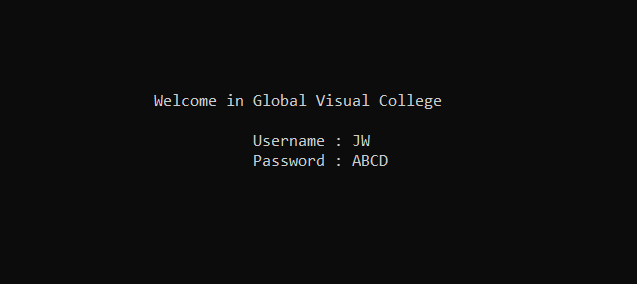 Welcome in Global Visual College
Username : JW
Password : ABCD